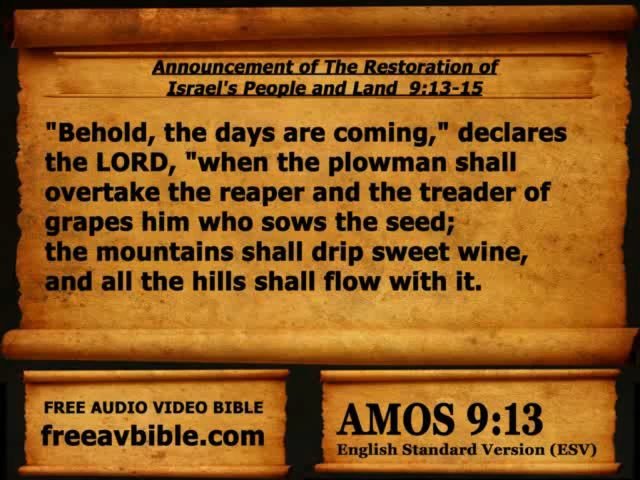 Announcement of The Restoration of
Israel's People and Land 9:13-15
"Behold, the days are coming," declares
the LORD, "when the plowman shall
overtake the reaper and the treader of
grapes him who sows the seed;
the mountains shall drip sweet wine,
and all the hills shall flow with it.
FREE AUDIO VIDEO BIBLE
freeavbible.com
AMOS 9:13
English Standard Version (ESV)